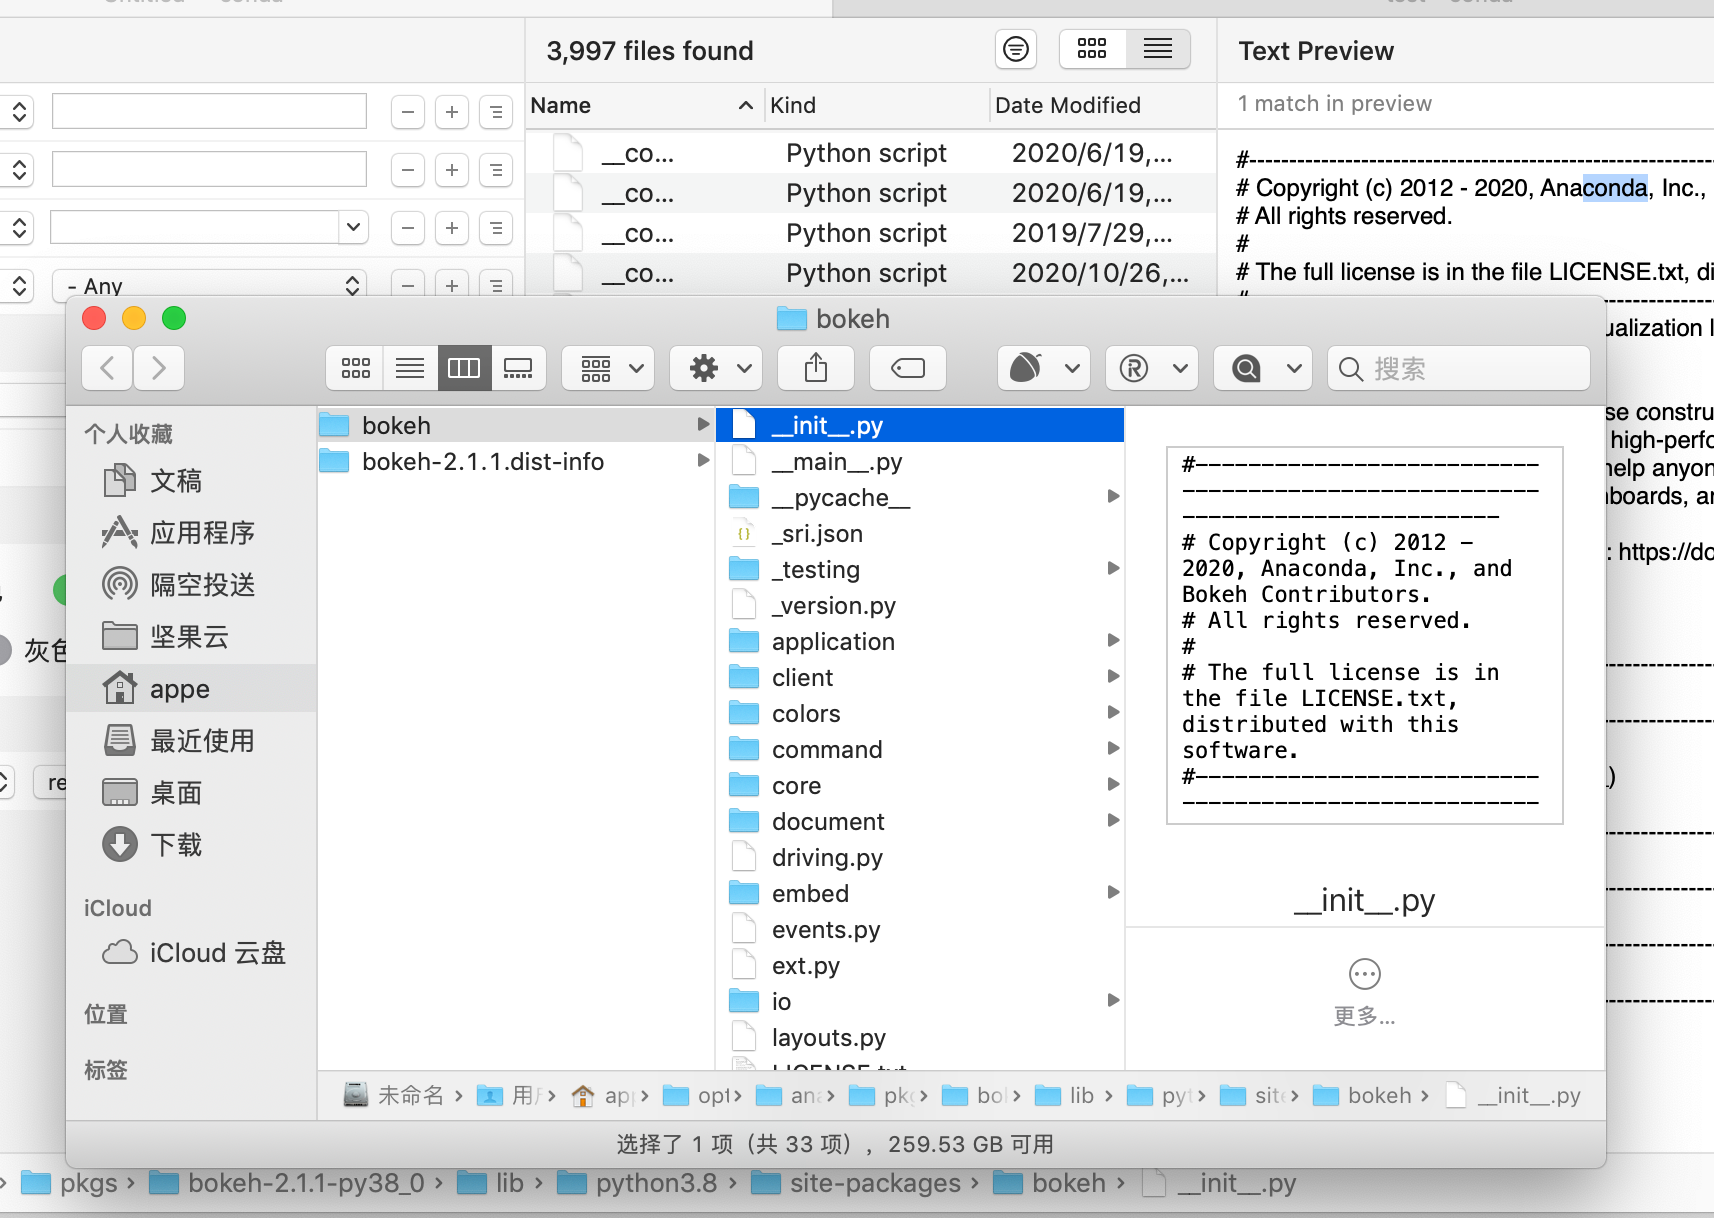 3,997 files found
Text Preview
Name
Kind
Date Modified
1 match in preview
__co...
Python script
2020/6/19,...
__co...
Python script
2020/6/19,...
__co...
Python script
2019/7/29,...
__co...
Python script
2020/10/26,...
#--------------------------------------------------
# Copyright (c) 2012 - 2020, Anaconda, Inc.,
# All rights reserved.
#
# The full license is in the file LICENSE.txt, di
- Any
bokeh
搜索
个人收藏
文稿
应用程序
隔空投送
坚果云
appe
最近使用
桌面
下载
iCloud
iCloud 云盘
位置
标签
bokeh
bokeh-2.1.1.dist-info
__init__.py
__main__.py
__pycache__
_sri.json
_testing
_version.py
application
client
colors
command
core
document
driving.py
embed
events.py
ext.py
io
layouts.py
LICENSE.txt
#--------------------------
---------------------------
------------------------
# Copyright (c) 2012 -
2020, Anaconda, Inc., and
Bokeh Contributors.
# All rights reserved.
#
# The full license is in
the file LICENSE.txt,
distributed with this
software.
#--------------------------
---------------------------
__init__.py
更多...
ualization l
se constru
high-perfo
help anyon
boards, a
: https://do
灰色
re
未命名 › 用户 › app › opt › ana › pkg › bok › lib › pyt › site › bokeh › __init__.py
选择了 1 项（共 33 项），259.53 GB 可用
pkgs › bokeh-2.1.1-py38_0 › lib › python3.8 › site-packages › bokeh › __init__.py